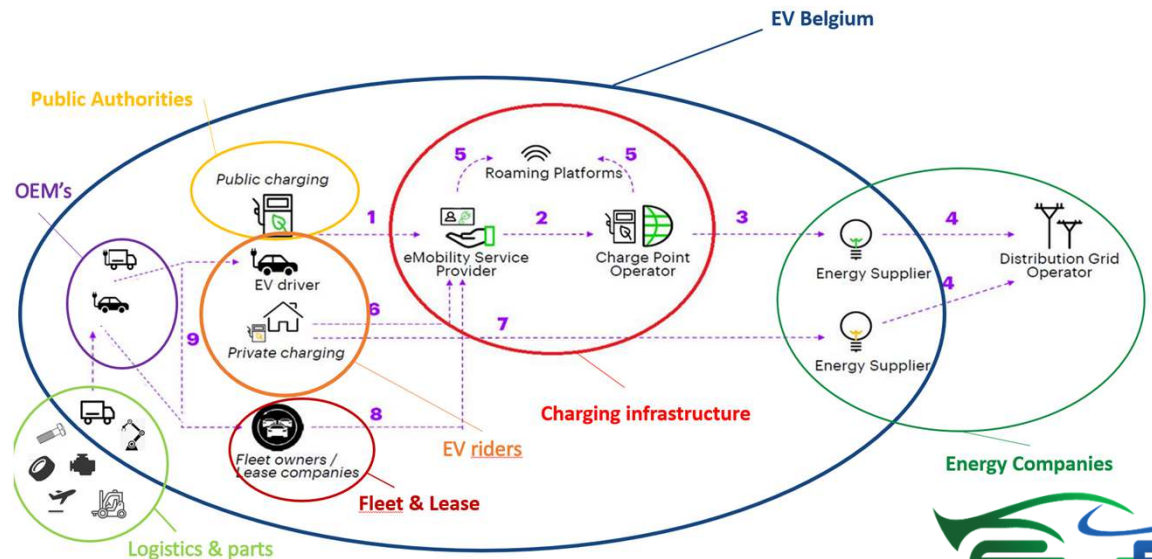 EV Belgium
Public Authorities
OEM's
Public charging
5
5
Roaming Platforms
1
2
3
4
eMobility Service
Provider
Charge Point
Operator
Energy Supplier
Distribution Grid
Operator
EV driver
6
7
4
9
Private charging
Energy Supplier
8
Charging infrastructure
EV riders
Fleet owners /
Lease companies
Energy Companies
Fleet & Lease
Logistics & parts